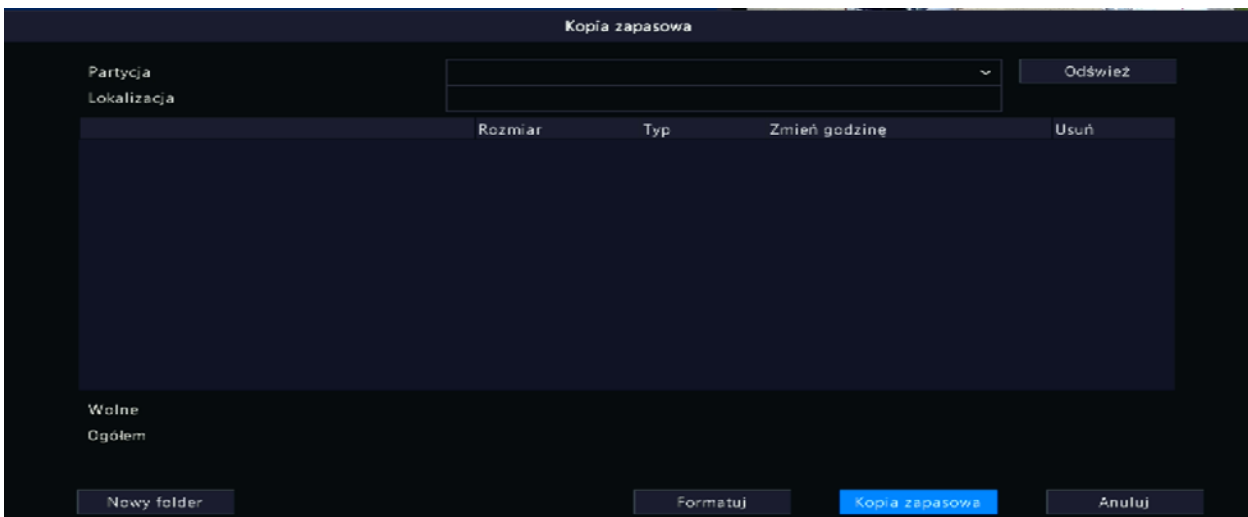 Kopia zapasowa
Partycja
Odśwież
Lokalizacja
Rozmiar Typ Zmień godzinę Usuń
Wolne
Ogółem
Nowy folder Formatuj Kopia zapasowa Anuluj